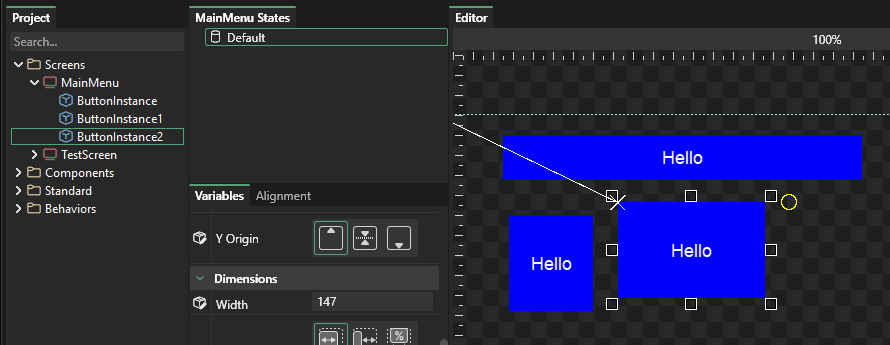 Project
Search...
Screens
MainMenu
ButtonInstance
ButtonInstance1
ButtonInstance2
TestScreen
Components
Standard
Behaviors
MainMenu States
Default
Variables
Alignment
Y Origin
Dimensions
Width
147
%
Editor
100%
Hello
Hello
Hello